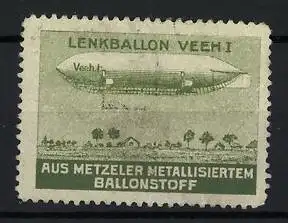 LENKBALLON VEEH I
Veeh I
AUS METZELER METALLISIERTEM
BALLONSTOFF